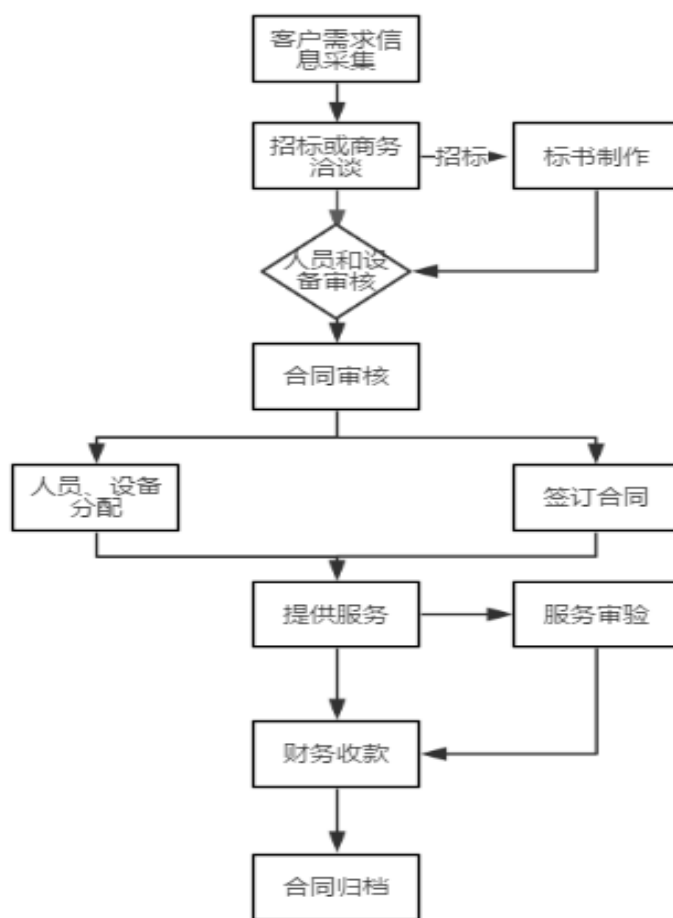 客户需求信
息采集
招标或商务
洽谈
招标
标书制作
人员和设
备审核
合同审核
人员、设备
分配
签订合同
提供服务
服务审验
财务收款
合同归档